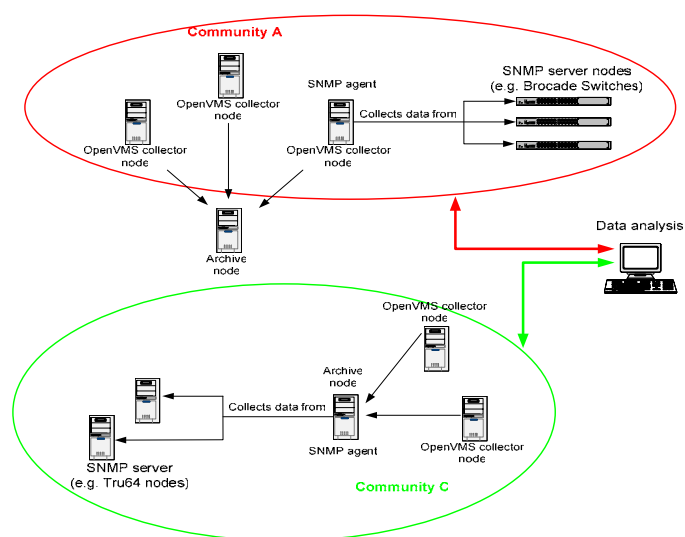 Community A
SNMP server nodes
(e.g. Brocade Switches)
SNMP agent
OpenVMS collector
node
Collects data from
OpenVMS collector
node
OpenVMS collector
node
Archive
node
Data analysis
OpenVMS collector
node
Archive
node
Collects data from
SNMP agent
OpenVMS collector
node
SNMP server
(e.g. Tru64 nodes)
Community C